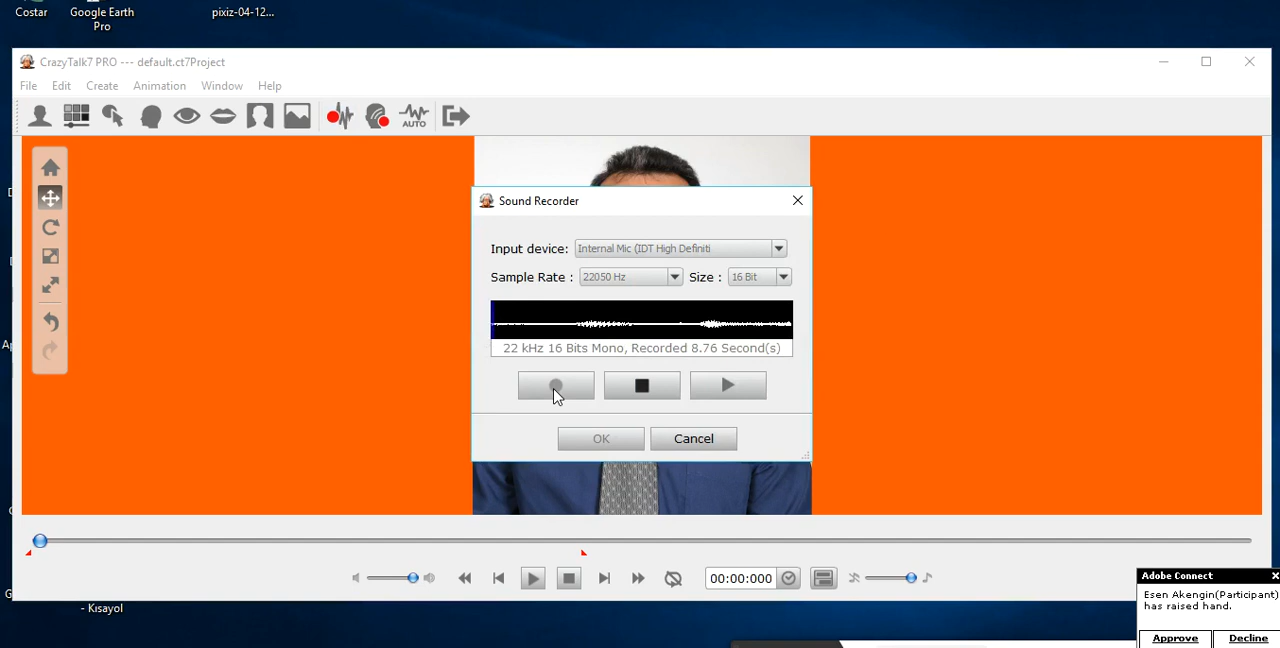 Costar
Google Earth
Pro
pixiz-04-12...
CrazyTalk7 PRO --- default.ct7Project
File Edit Create Animation Window Help
AUTO
Sound Recorder
Input device: Internal Mic (IDT High Definiti
Sample Rate : 22050 Hz Size : 16 Bit
22 kHz 16 Bits Mono, Recorded 8.76 Second(s)
OK Cancel
00:00:000
- Kısayol
Adobe Connect x
Esen Akengin(Participant)
has raised hand.
Approve Decline